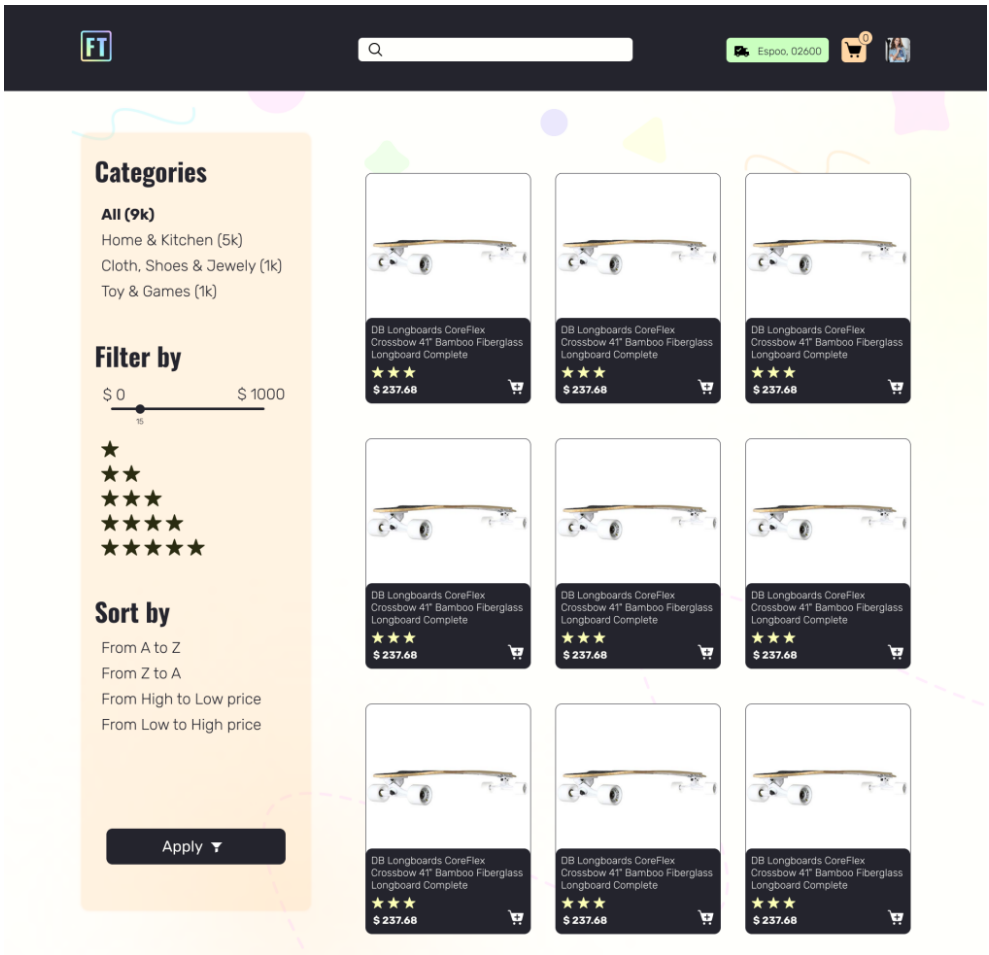 FT
Espoo, 02600
0
Categories
All (9k)
Home & Kitchen (5k)
Cloth, Shoes & Jewely (1k)
Toy & Games (1k)
Filter by
$ 0 $ 1000
15
Sort by
From A to Z
From Z to A
From High to Low price
From Low to High price
Apply
DB Longboards CoreFlex
Crossbow 41" Bamboo Fiberglass
Longboard Complete
$ 237.68
DB Longboards CoreFlex
Crossbow 41" Bamboo Fiberglass
Longboard Complete
$ 237.68
DB Longboards CoreFlex
Crossbow 41" Bamboo Fiberglass
Longboard Complete
$ 237.68
DB Longboards CoreFlex
Crossbow 41" Bamboo Fiberglass
Longboard Complete
$ 237.68
DB Longboards CoreFlex
Crossbow 41" Bamboo Fiberglass
Longboard Complete
$ 237.68
DB Longboards CoreFlex
Crossbow 41" Bamboo Fiberglass
Longboard Complete
$ 237.68
DB Longboards CoreFlex
Crossbow 41" Bamboo Fiberglass
Longboard Complete
$ 237.68
DB Longboards CoreFlex
Crossbow 41" Bamboo Fiberglass
Longboard Complete
$ 237.68
DB Longboards CoreFlex
Crossbow 41" Bamboo Fiberglass
Longboard Complete
$ 237.68